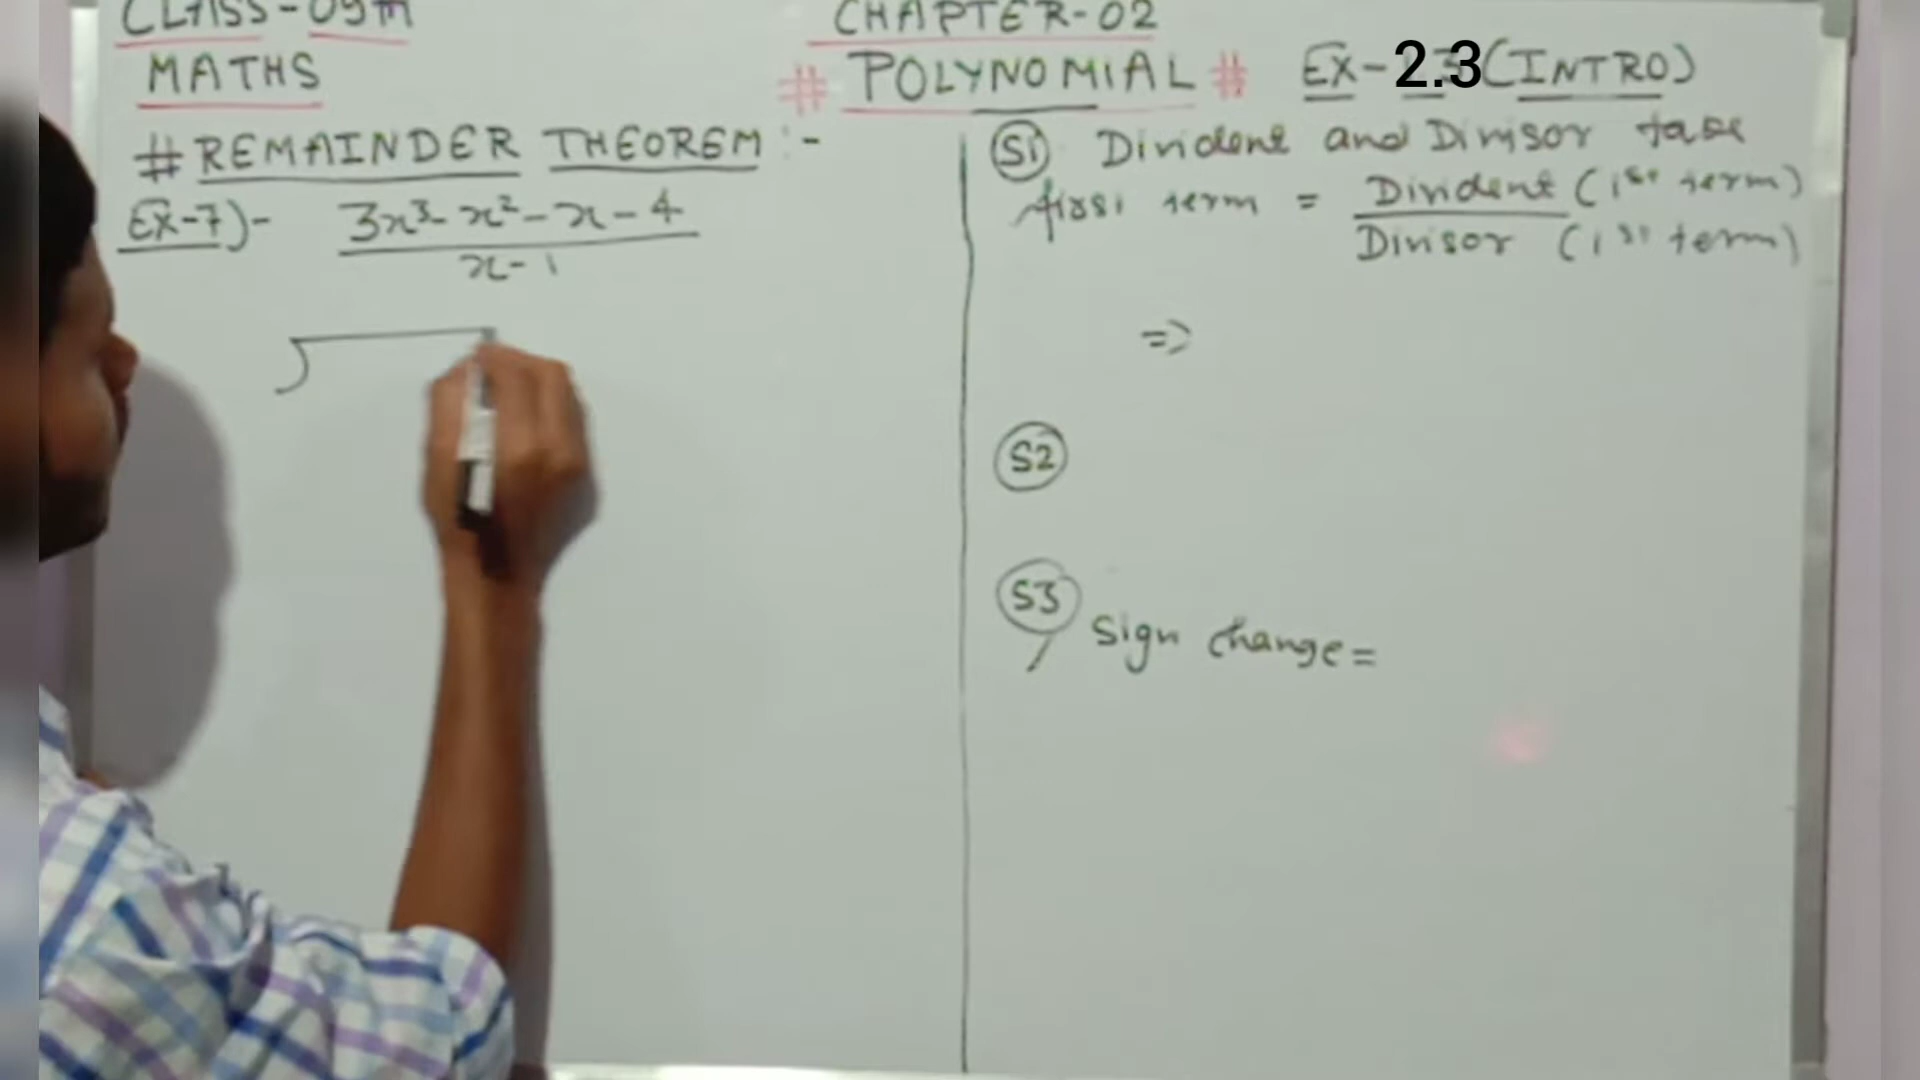 CLASS-09TH
MATHS
CHAPTER-02
# POLYNOMIAL #
EX-2.3(INTRO)
# REMAINDER THEOREM :-
EX-7)- 3x³-x²-x-4
x-1
S1 Divident and Divisor take
first term = Divident (1st term)
Divisor (1st term)
=>
S2
S3 Sign change=